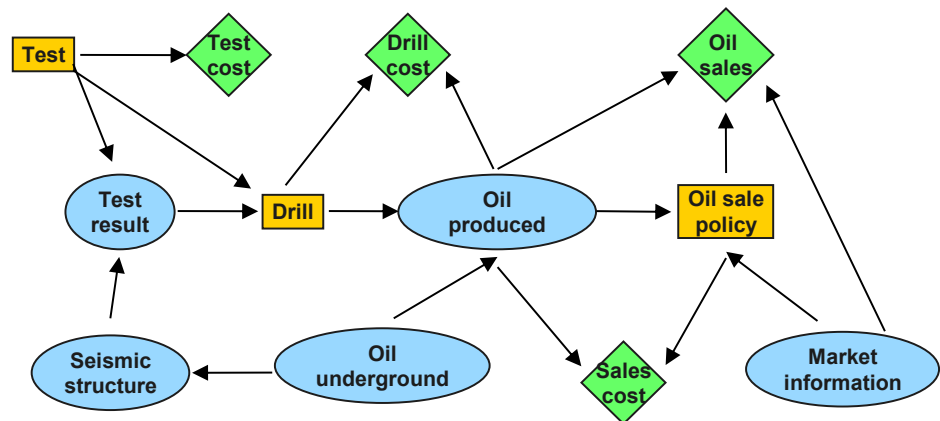 Test
Test
cost
Drill
cost
Oil
sales
Test
result
Drill
Oil
produced
Oil sale
policy
Seismic
structure
Oil
underground
Sales
cost
Market
information